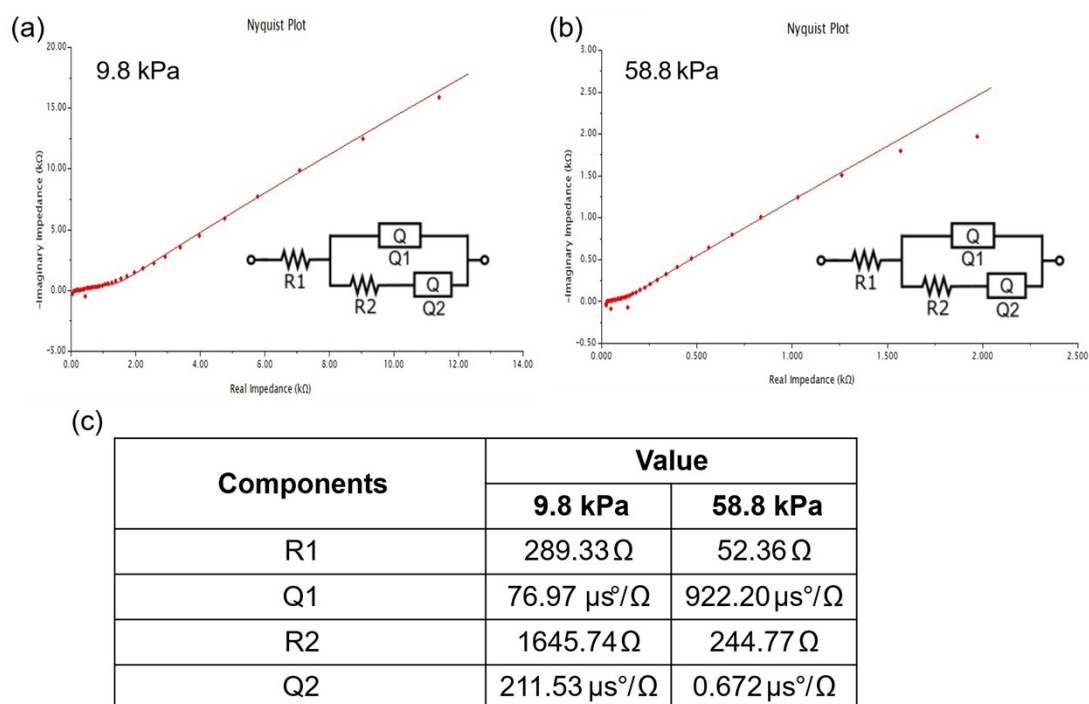 (a)
Nyquist Plot
9.8 kPa
−Imaginary Impedance (kΩ)
20.00
15.00
10.00
5.00
0.00
−5.00
0.00 2.00 4.00 6.00 8.00 10.00 12.00 14.00
Real Impedance (kΩ)
R1
Q
Q1
R2
Q
Q2
(b)
Nyquist Plot
58.8 kPa
−Imaginary Impedance (kΩ)
3.00
2.50
2.00
1.50
1.00
0.50
0.00
−0.50
0.000 0.500 1.000 1.500 2.000 2.500
Real Impedance (kΩ)
R1
Q
Q1
R2
Q
Q2
(c)
Components Value
9.8 kPa 58.8 kPa
R1 289.33 Ω 52.36 Ω
Q1 76.97 µs°/Ω 922.20 µs°/Ω
R2 1645.74 Ω 244.77 Ω
Q2 211.53 µs°/Ω 0.672 µs°/Ω